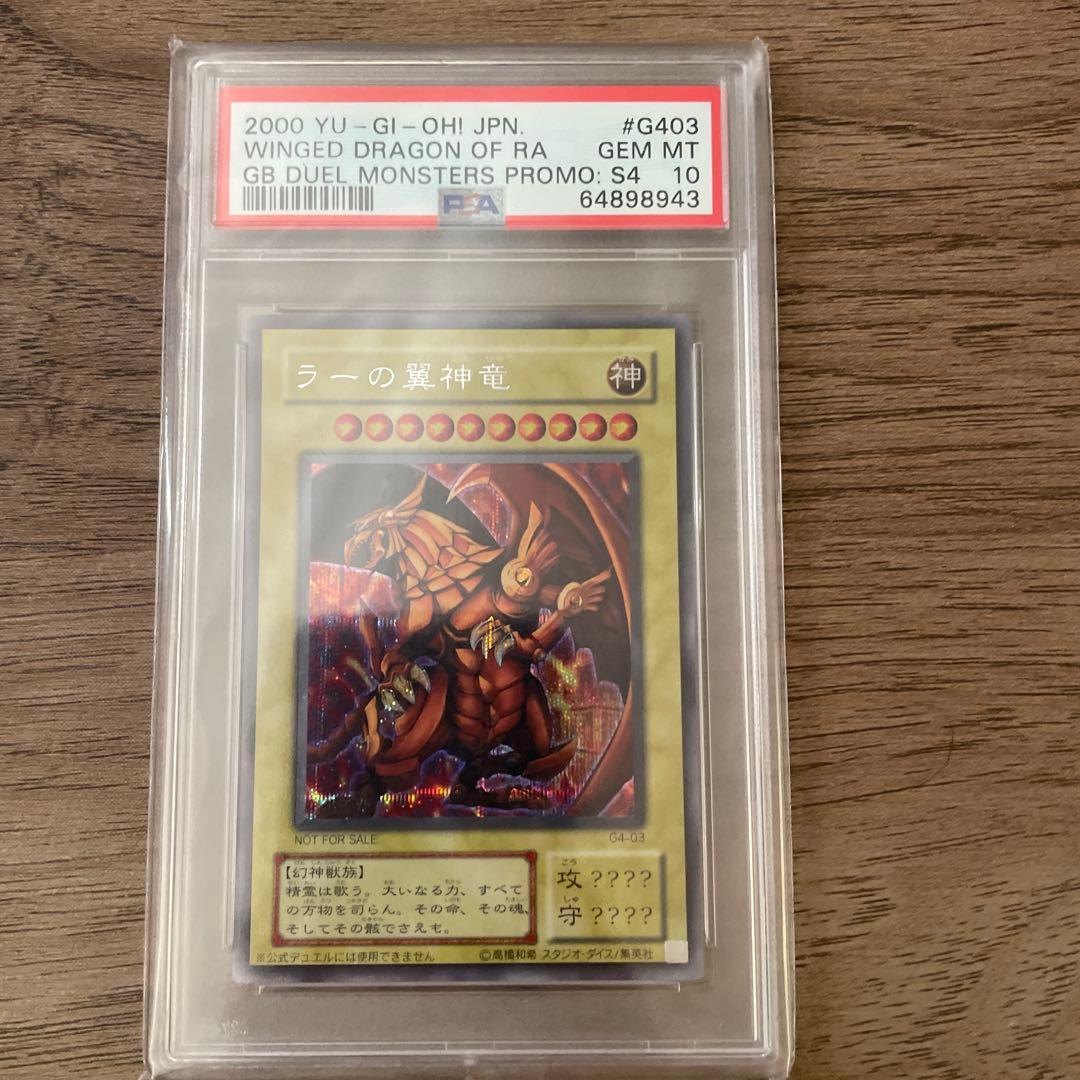 2000 YU-GI-OH! JPN. #G403
WINGED DRAGON OF RA GEM MT
GB DUEL MONSTERS PROMO: S4 10
PSA 64898943
ラーの翼神竜 神
NOT FOR SALE G4-03
【幻神獣族】
精霊は歌う。大いなる力、すべて
の万物を司らん。その命、その魂、
そしてその骸でさえも。
攻 ????
守 ????
※公式デュエルには使用できません ©高橋和希 スタジオ・ダイス/集英社